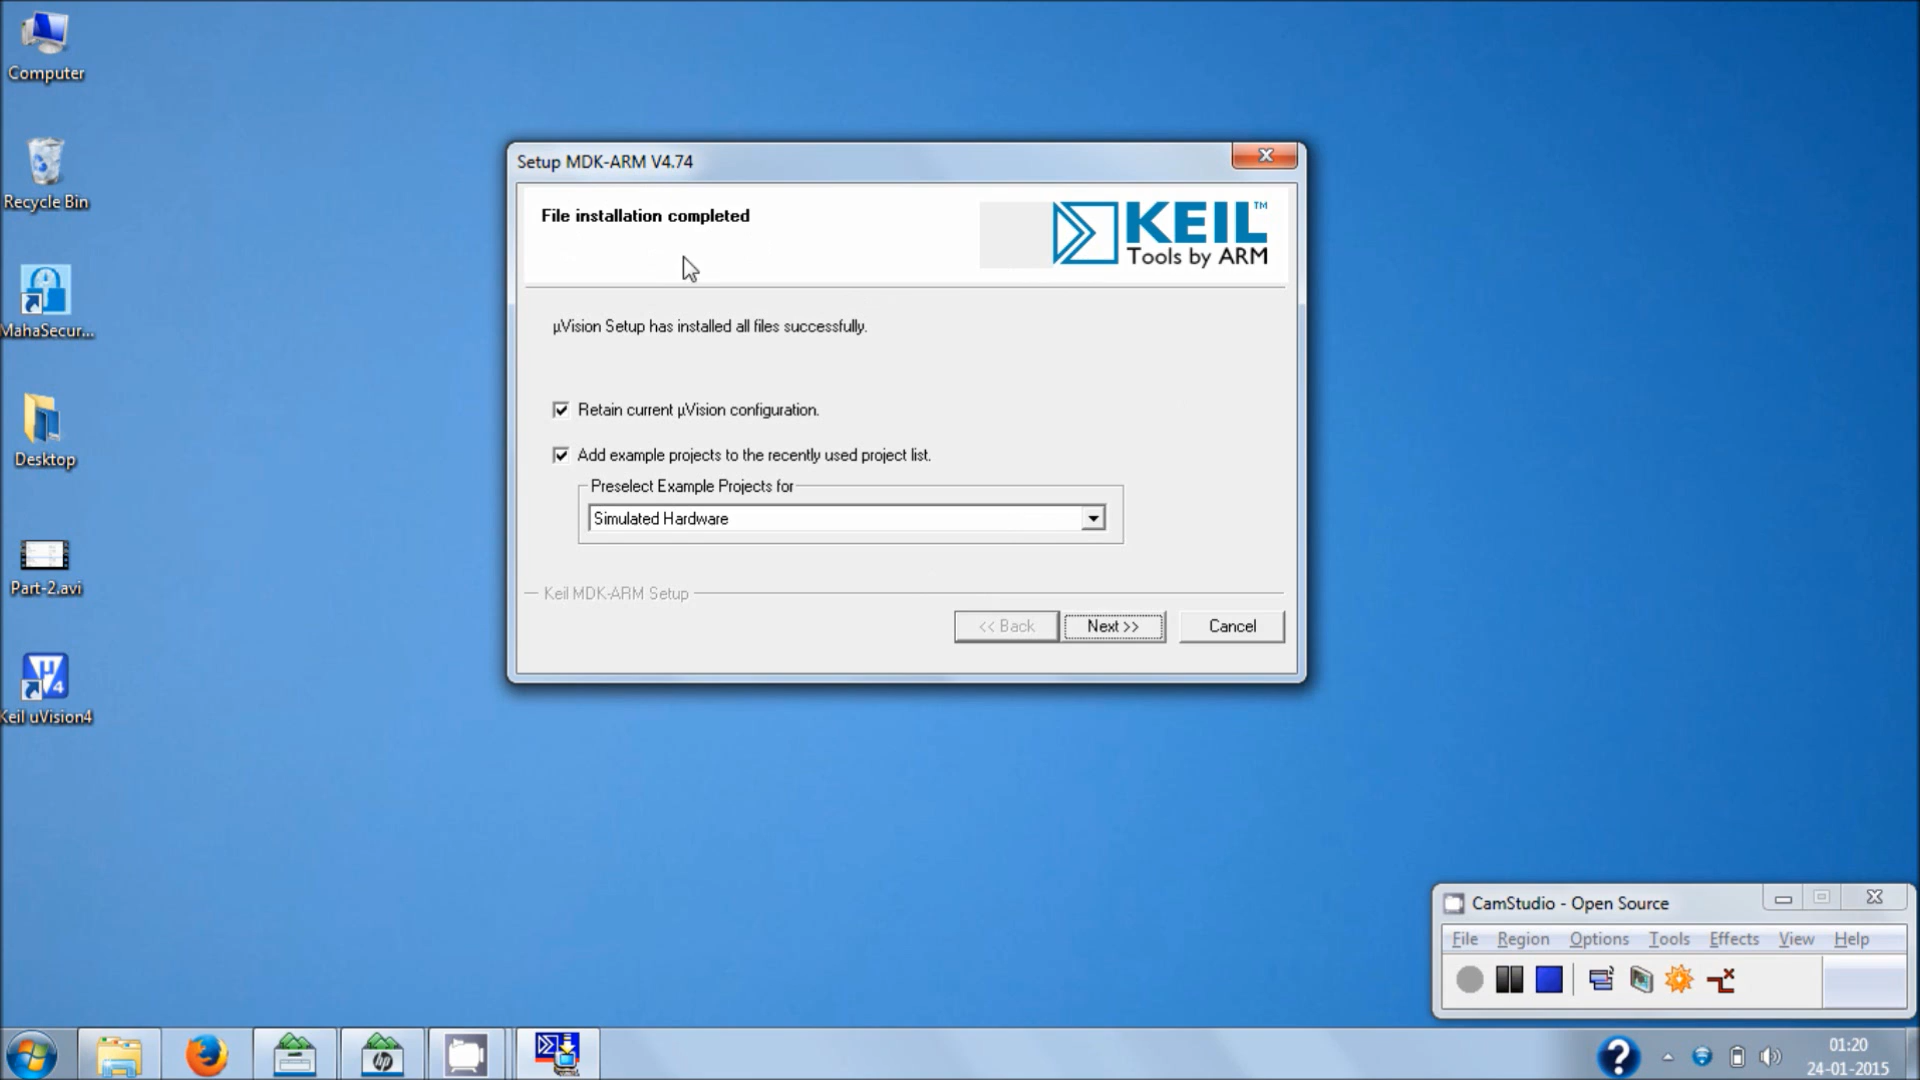 Computer
Recycle Bin
MahaSecur...
Desktop
Part-2.avi
Keil uVision4
Setup MDK-ARM V4.74
File installation completed
KEIL™
Tools by ARM
µVision Setup has installed all files successfully.
Retain current µVision configuration.
Add example projects to the recently used project list.
Preselect Example Projects for
Simulated Hardware
Keil MDK-ARM Setup
<< Back
Next >>
Cancel
CamStudio - Open Source
File Region Options Tools Effects View Help
hp
?
01:20
24-01-2015